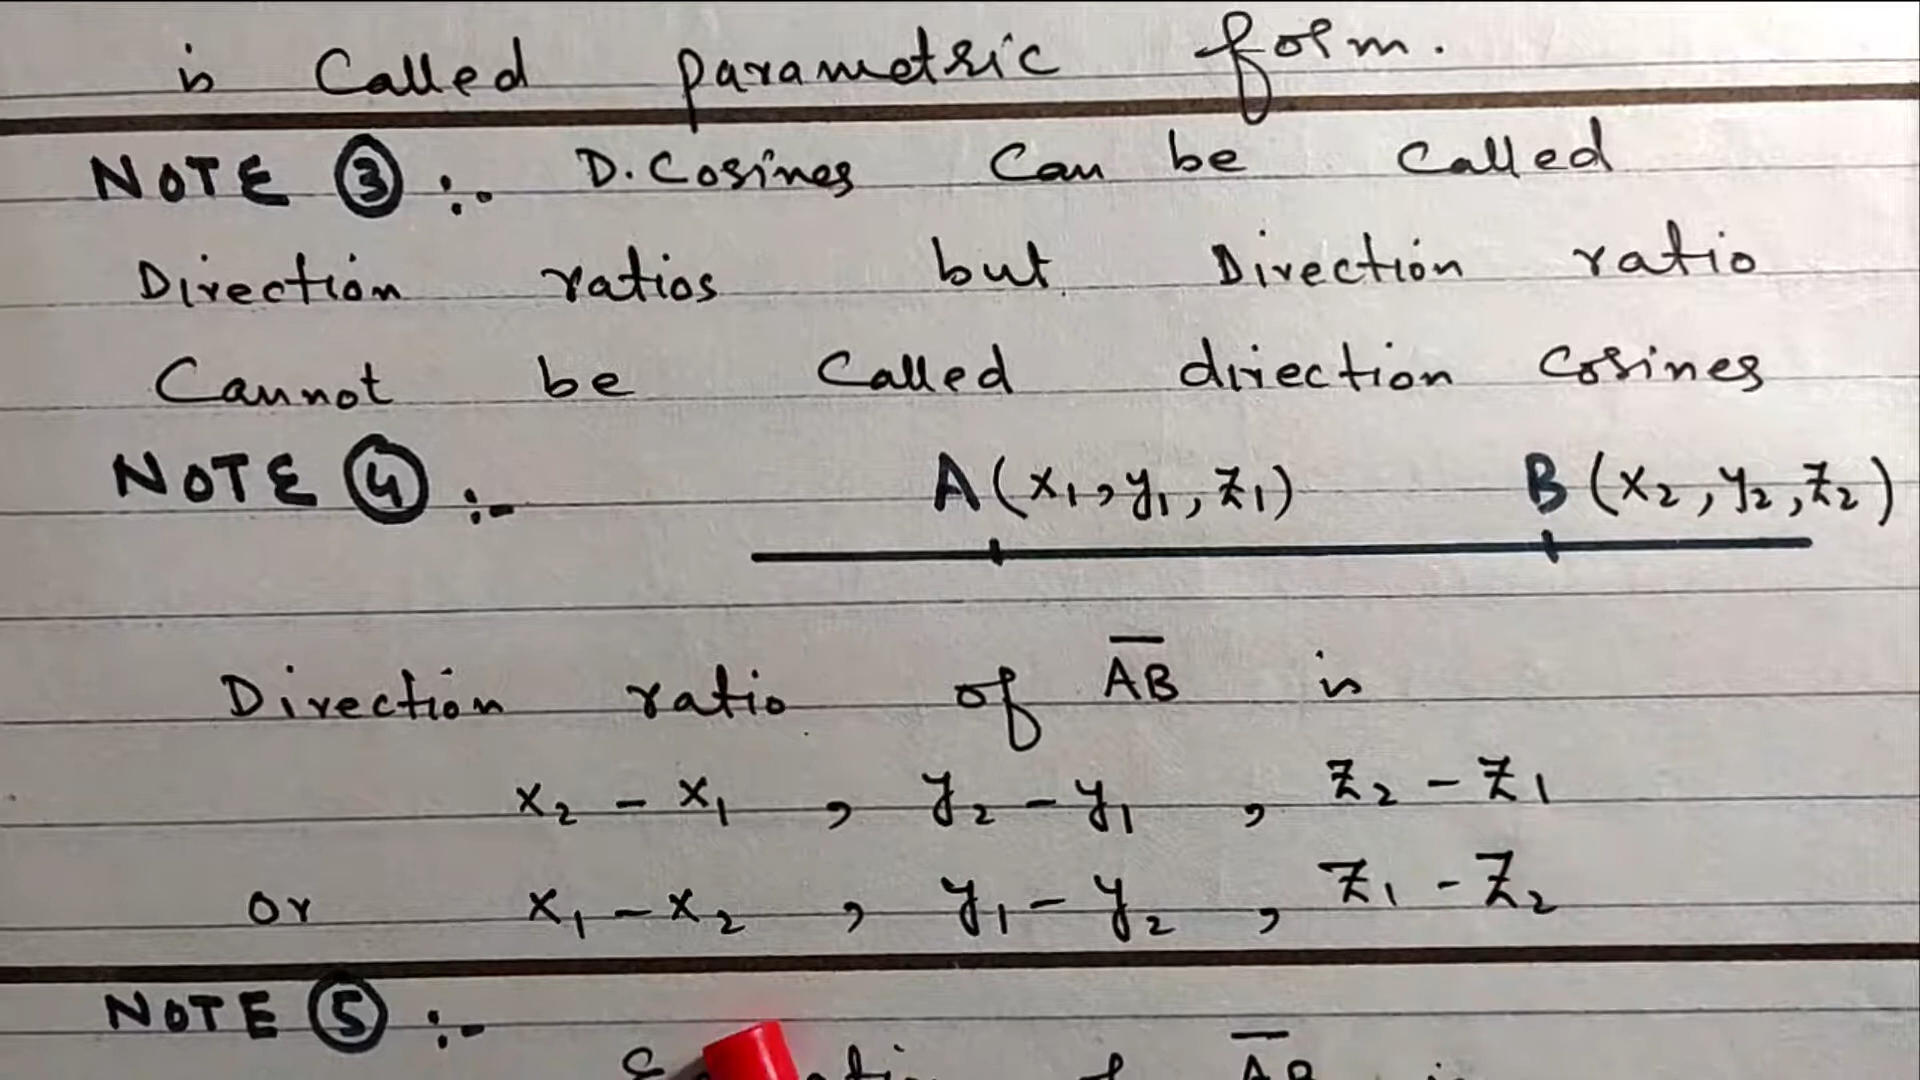 is Called parametric form.
NOTE ③ :- D. Cosines Can be Called
Direction ratios but Direction ratio
Cannot be Called direction Cosines
NOTE ④ :- A(x₁, y₁, z₁) B(x₂, y₂, z₂)
Direction ratio of A̅B̅ is
x₂ - x₁ , y₂ - y₁ , z₂ - z₁
or x₁ - x₂ , y₁ - y₂ , z₁ - z₂
NOTE ⑤ :-
A̅B̅